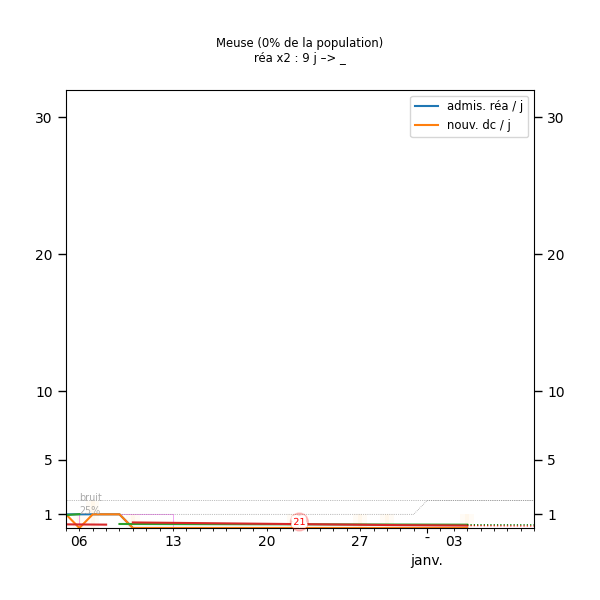 Meuse (0% de la population)
réa x2 : 9 j –> _
admis. réa / j
nouv. dc / j
30 30
20 20
10 10
5 5
bruit
25%
1 1
21
06 13 20 27 - 03
janv.